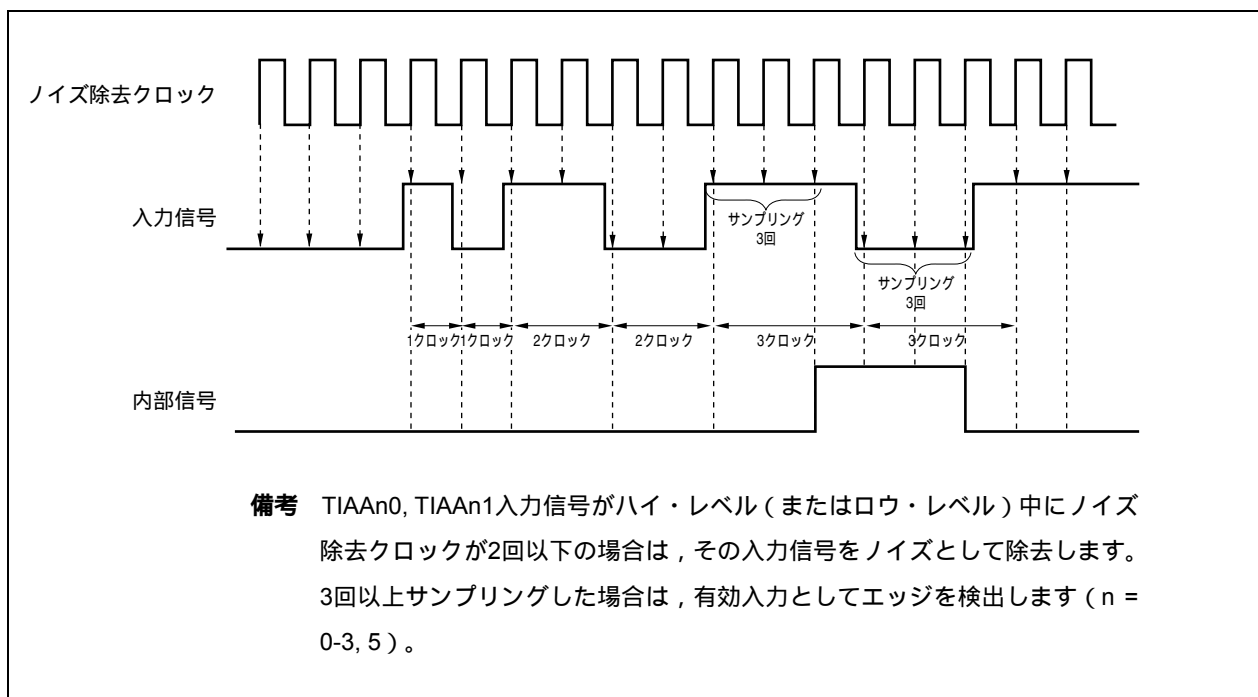 ノイズ除去クロック
入力信号
サンプリング
3回
サンプリング
3回
1クロック 1クロック 2クロック 2クロック 3クロック 3クロック
内部信号
備考 TIAAn0, TIAAn1入力信号がハイ・レベル（またはロウ・レベル）中にノイズ
除去クロックが2回以下の場合は，その入力信号をノイズとして除去します。
3回以上サンプリングした場合は，有効入力としてエッジを検出します（n =
0-3, 5）。